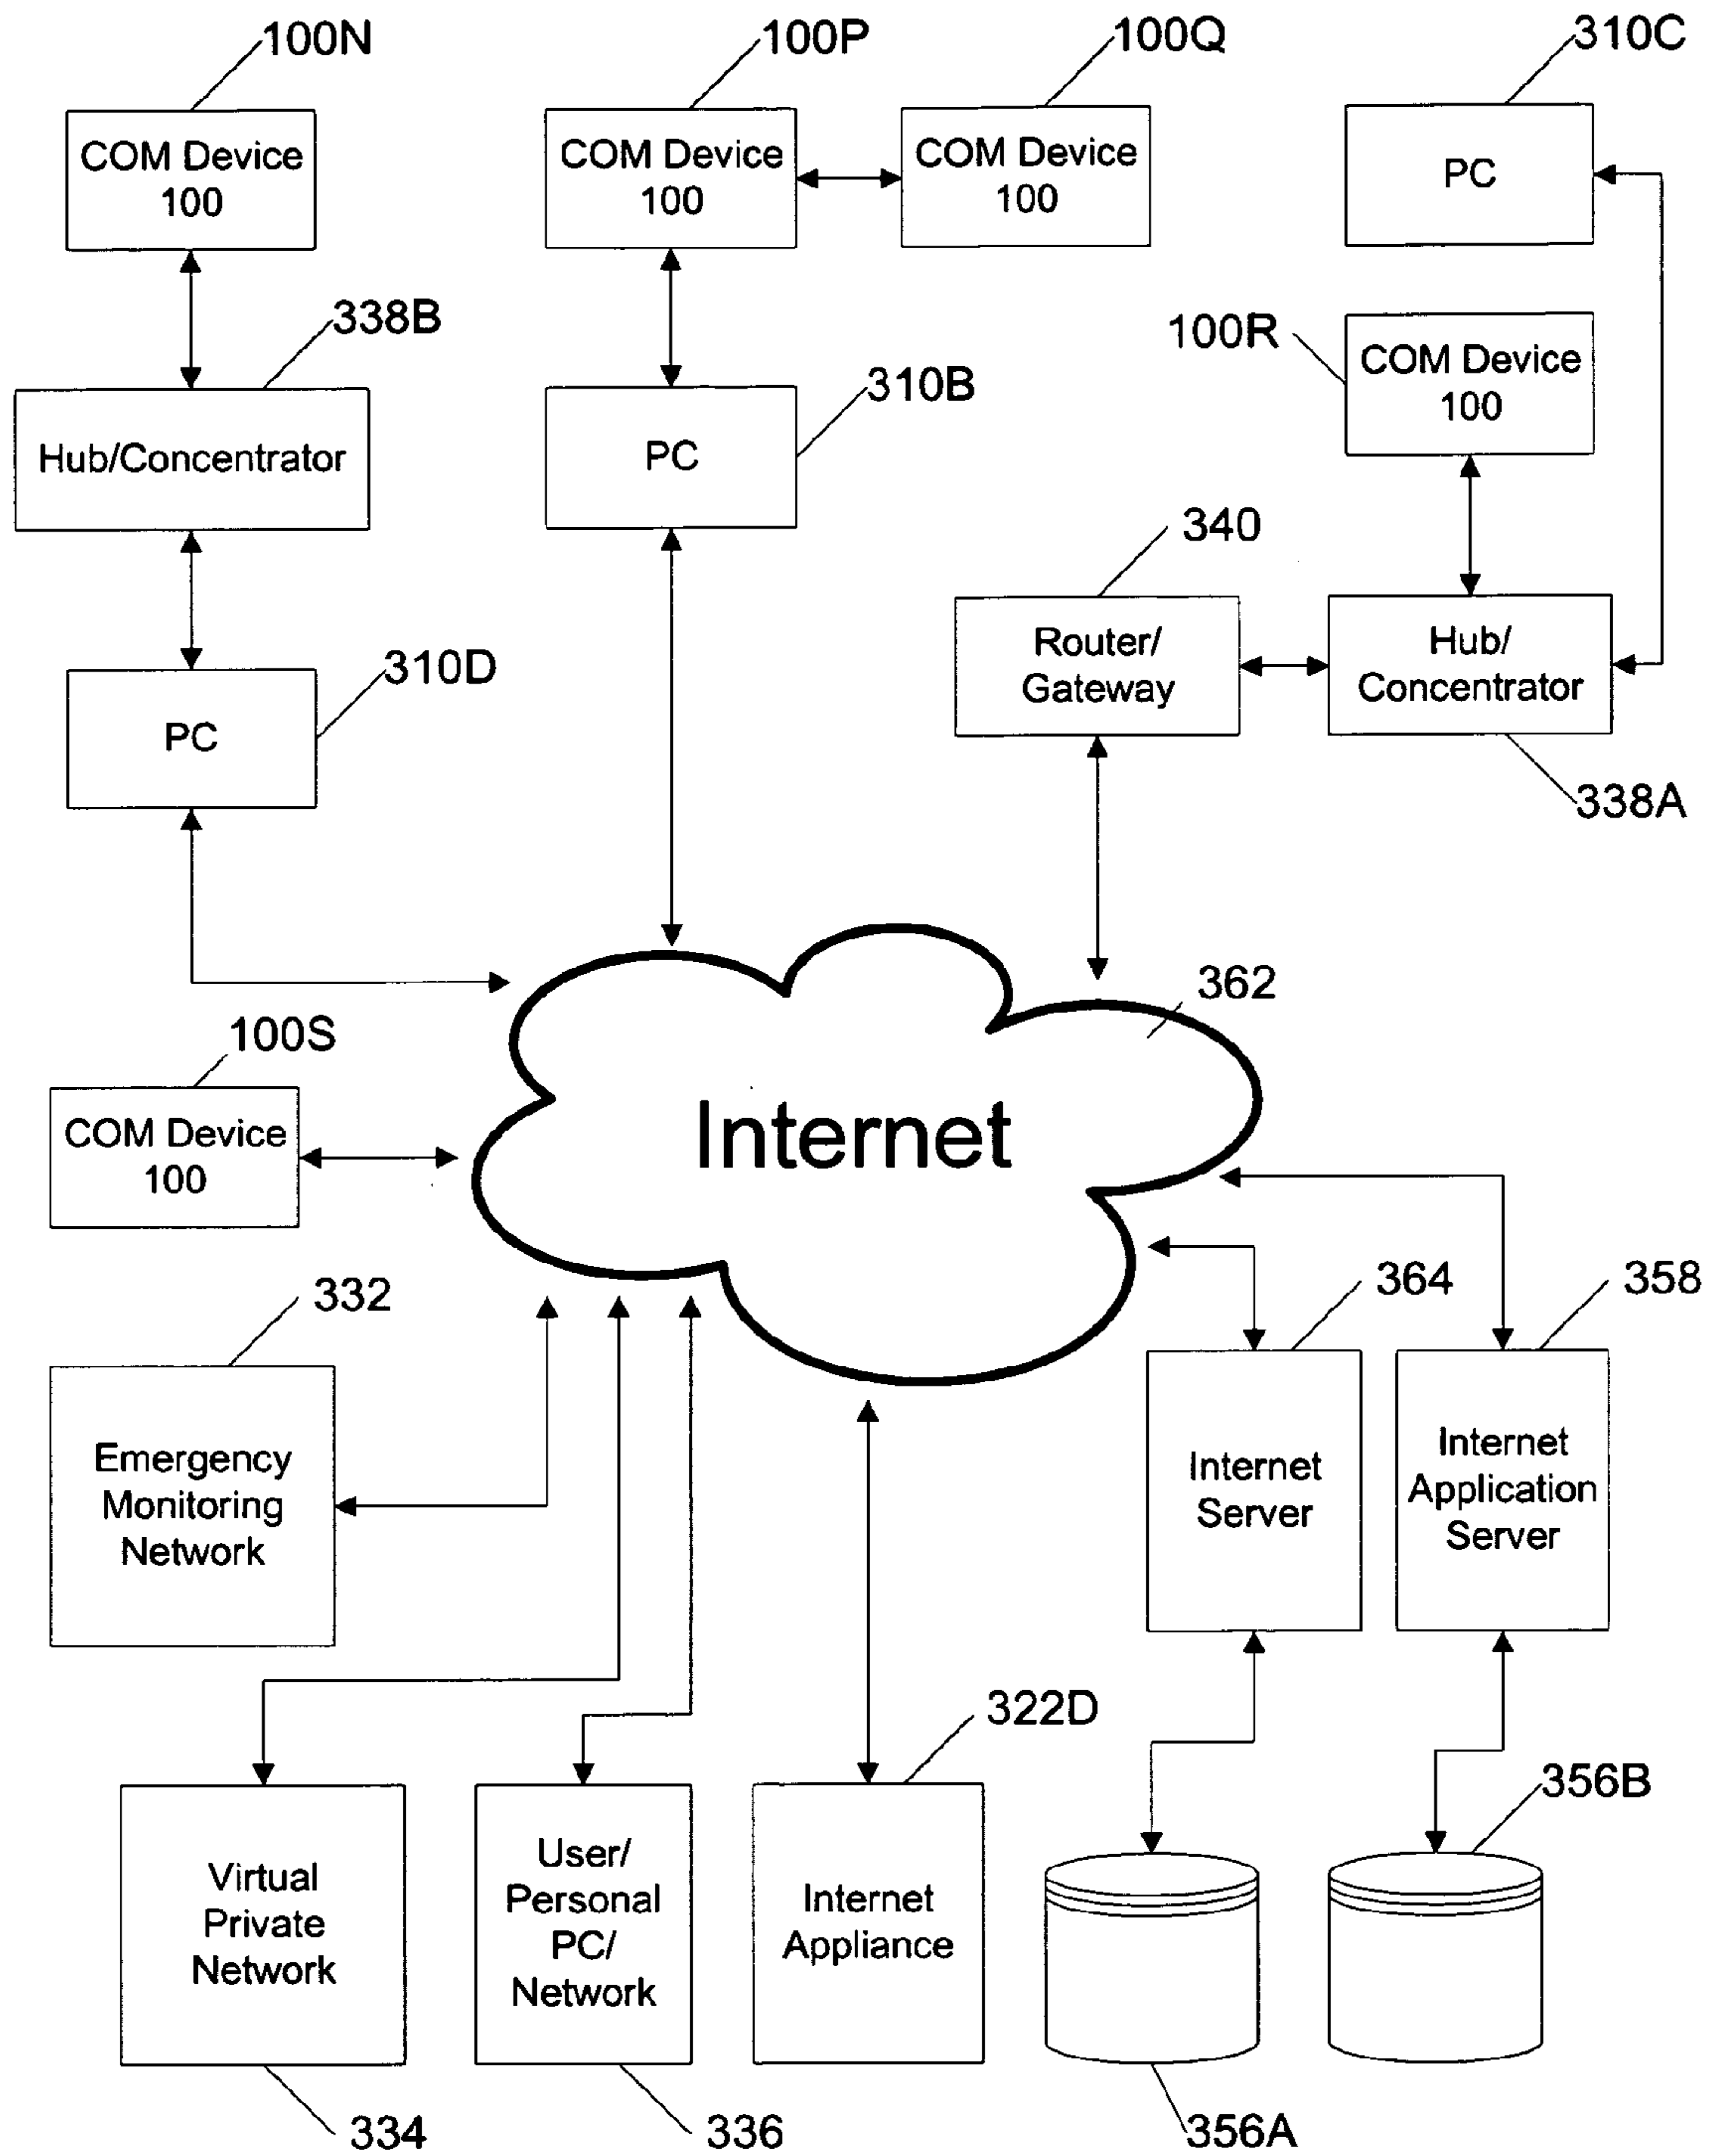 100N
100P
100Q
310C
COM Device
100
COM Device
100
COM Device
100
PC
338B
100R
COM Device
100
310B
Hub/Concentrator
PC
340
Router/
Gateway
Hub/
Concentrator
310D
PC
338A
362
100S
Internet
COM Device
100
332
364
358
Emergency
Monitoring
Network
Internet
Server
Internet
Application
Server
322D
356B
Virtual
Private
Network
User/
Personal
PC/
Network
Internet
Appliance
334
336
356A